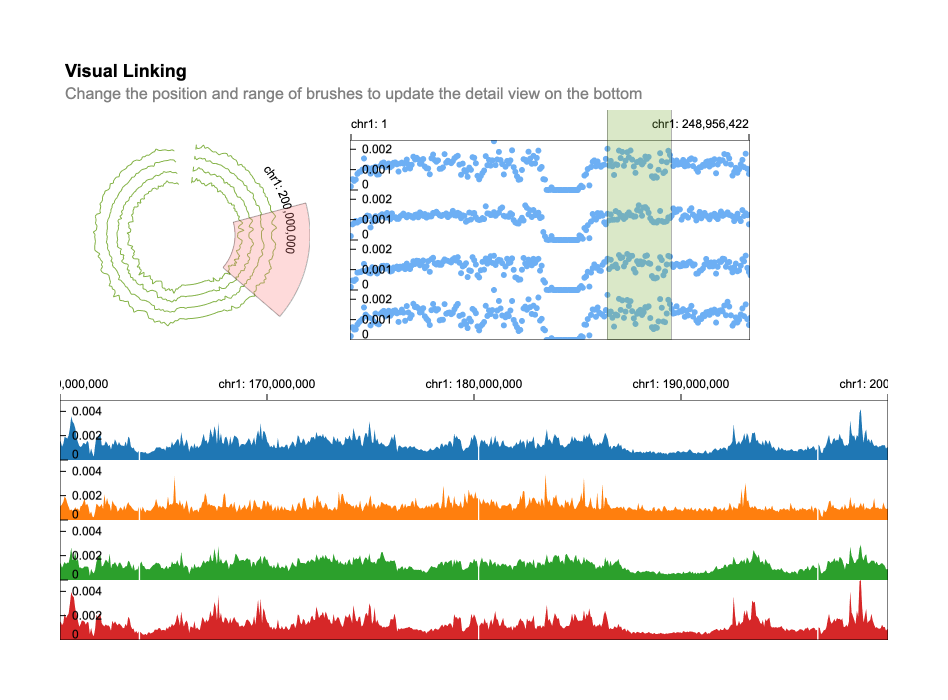 Visual Linking
Change the position and range of brushes to update the detail view on the bottom
chr1: 1
chr1: 248,956,422
chr1: 200,000,000
0.002
0.001
0
0.002
0.001
0
0.002
0.001
0
0.002
0.001
0
),000,000
chr1: 170,000,000
chr1: 180,000,000
chr1: 190,000,000
chr1: 200
0.004
0.002
0
0.004
0.002
0
0.004
0.002
0
0.004
0.002
0